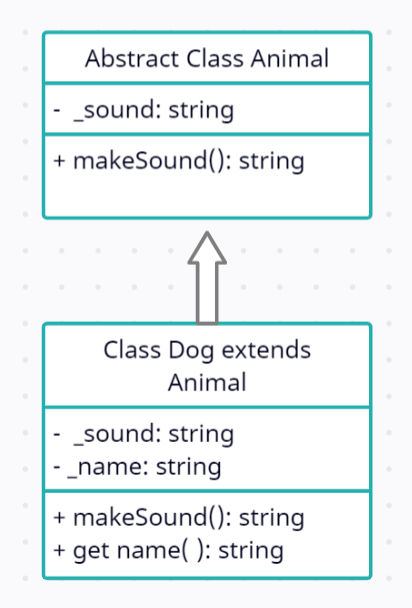 Abstract Class Animal
- _sound: string
+ makeSound(): string
Class Dog extends
Animal
- _sound: string
- _name: string
+ makeSound(): string
+ get name( ): string